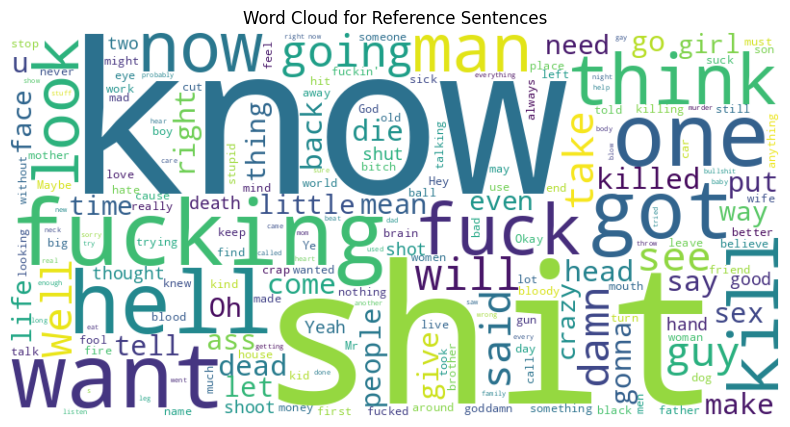 Word Cloud for Reference Sentences
know
shit
fucking
hell
want
got
one
think
fuck
kill
man
now
going
look
will
said
damn
guy
see
need
go
girl
take
killed
put
way
even
head
say
good
sex
make
hand
gonna
crazy
give
people
come
dead
let
tell
ass
Oh
Well
life
time
little
mean
back
thing
right
die
shut
face
u
two
might
eye
work
mad
boy
cut
stop
never
mother
Maybe
without
love
hate
cause
really
death
stupid
mind
feel
fuckin'
someone
right now
hit
away
sick
God
old
talking
bitch
world
ball
Hey
may
use
end
always
place
left
told
killing
still
suck
son
must
gay
night
help
body
murder
car
blow
anything
bullshit
baby
wife
better
believe
leave
friend
tried
bad
Okay
women
shot
brain
keep
find
trying
big
looking
new
sorry
try
neck
real
thought
knew
kind
crap
wanted
nothing
made
blood
fool
fire
talk
long
enough
eat
house
getting
much
kid
done
Yeah
Mr
Ye
mom
dad
beat
came
called
heart
used
another
live
took
brother
around
lot
gun
day
call
bloody
saw
wrong
every
family
something
mouth
turn
men
black
woman
dog
father
throw
goddamn
fucked
first
money
shoot
name
went
leg
listen
show
stuff
probably
hear
care
sure
everything